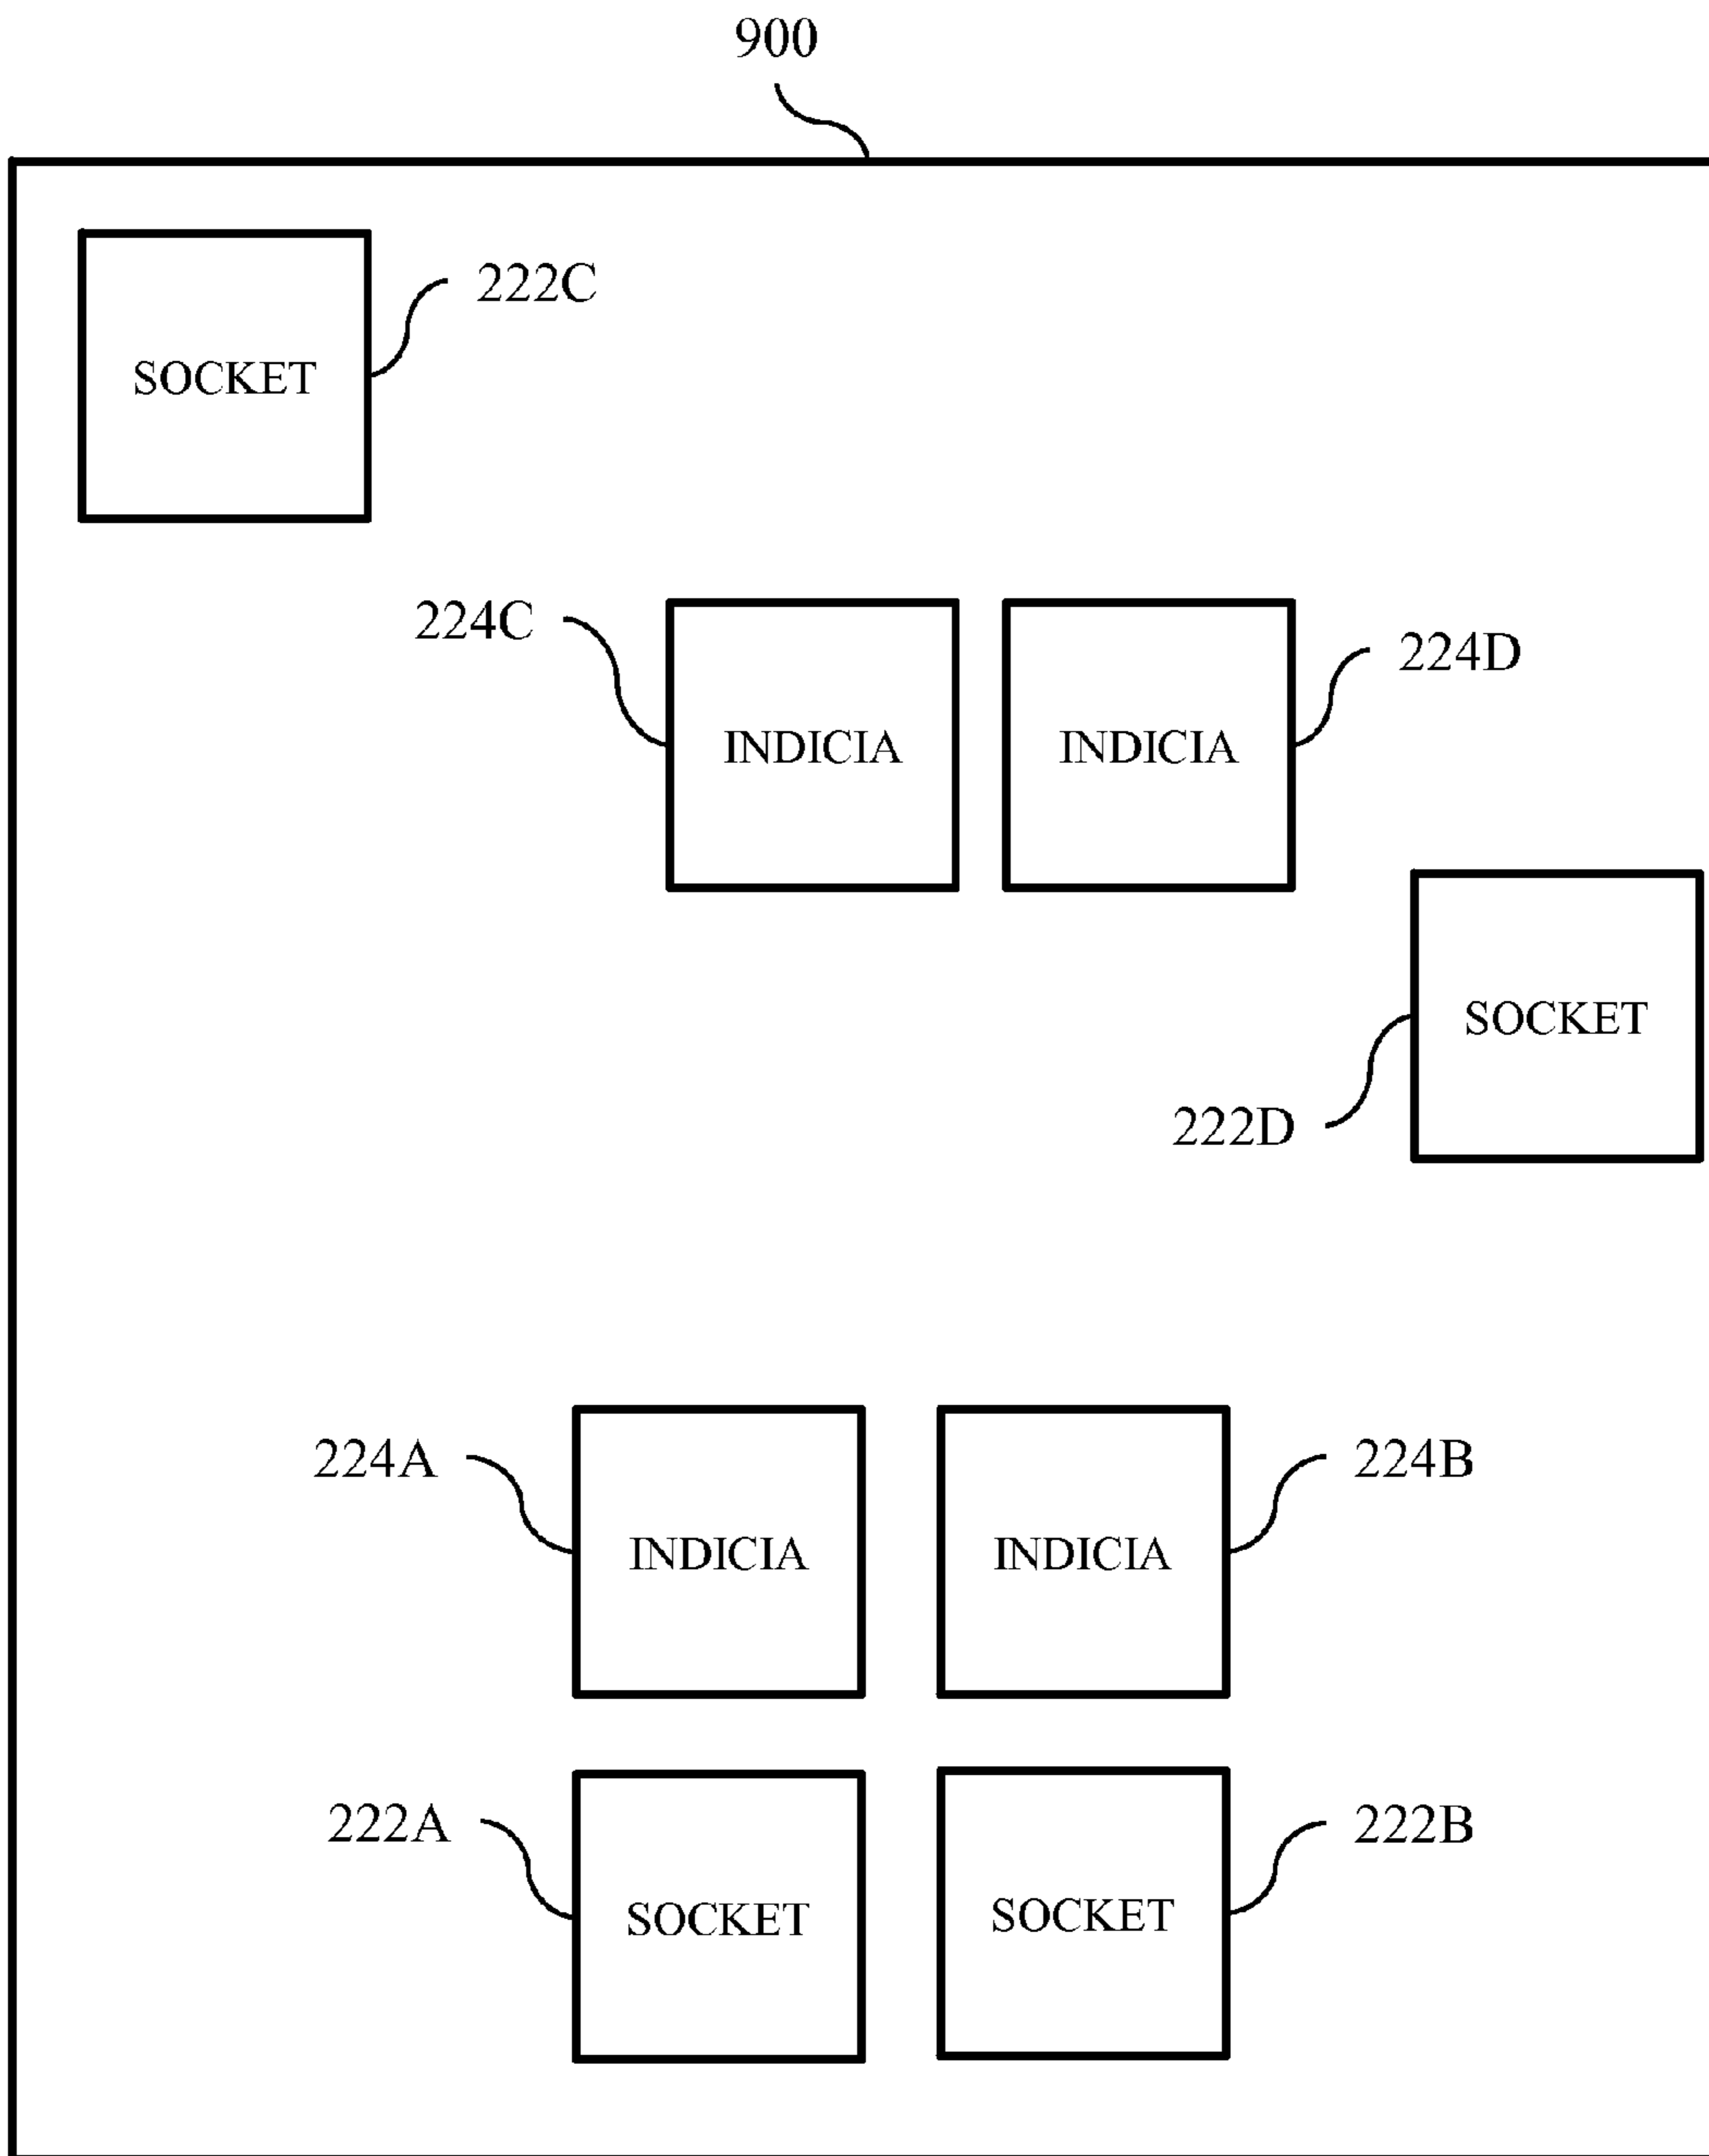 900
222C
SOCKET
224C
224D
INDICIA
INDICIA
SOCKET
222D
224A
224B
INDICIA
INDICIA
222A
222B
SOCKET
SOCKET